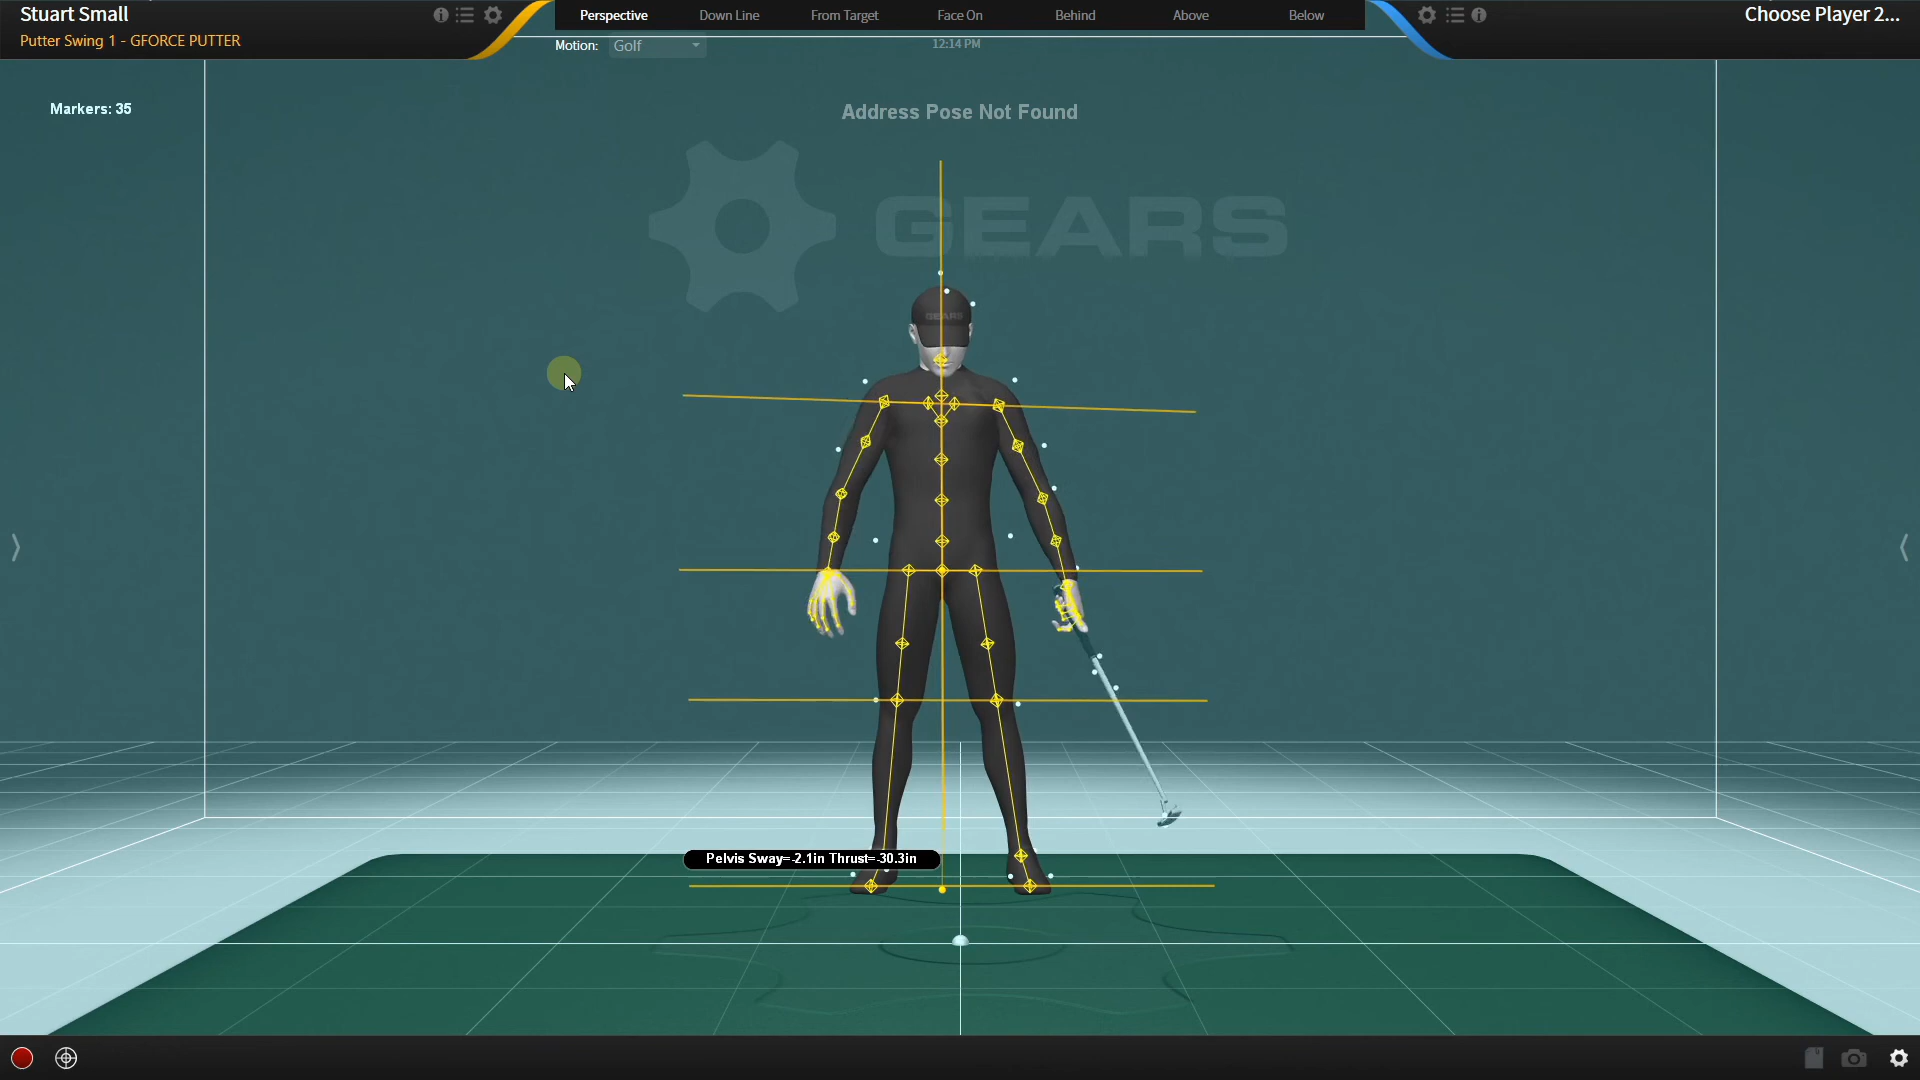 Stuart Small
Putter Swing 1 - GFORCE PUTTER
Perspective
Down Line
From Target
Face On
Behind
Above
Below
Choose Player 2...
Motion:
Golf
12:14 PM
Markers: 35
Address Pose Not Found
GEARS
GEARS
Pelvis Sway=-2.1in Thrust=-30.3in